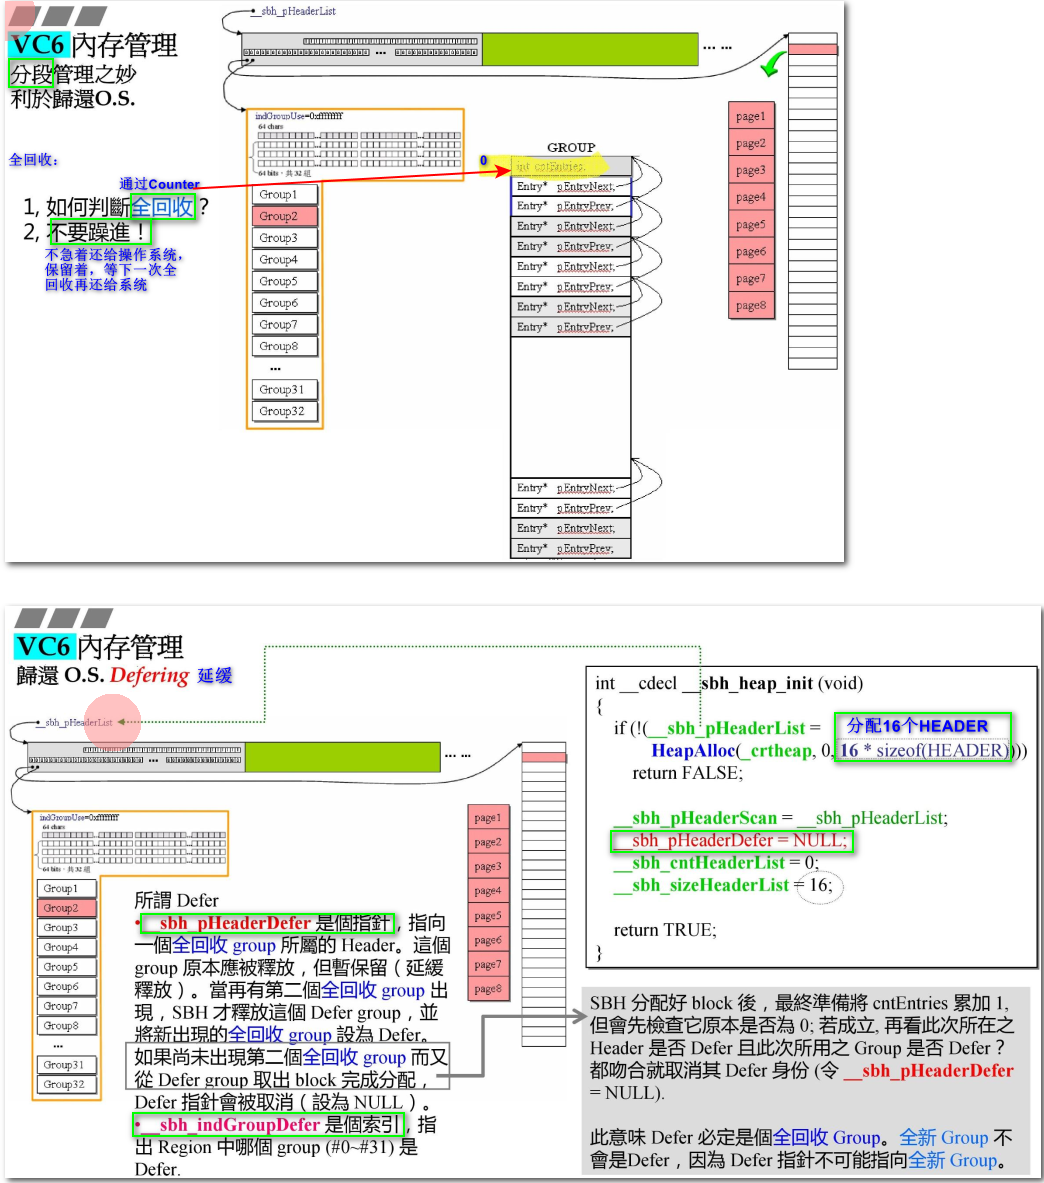 __sbh_pHeaderList
VC6 內存管理
分段管理之妙
利於歸還O.S.
... ...
indGroupUse=0xffffffff
64 chars
64 bits，共 32 組
全回收:
通过Counter
1, 如何判斷全回收？
2, 不要躁進！
不急着还给操作系统,
保留着，等下一次全
回收再还给系统
Group1
Group2
Group3
Group4
Group5
Group6
Group7
Group8
...
Group31
Group32
GROUP
0
int cntEntries;
Entry* pEntryNext;
Entry* pEntryPrev;
Entry* pEntryNext;
Entry* pEntryPrev;
Entry* pEntryNext;
Entry* pEntryPrev;
Entry* pEntryNext;
Entry* pEntryPrev;
Entry* pEntryNext;
Entry* pEntryPrev;
Entry* pEntryNext;
Entry* pEntryPrev;
page1
page2
page3
page4
page5
page6
page7
page8
VC6 內存管理
歸還 O.S. Defering 延缓
__sbh_pHeaderList
... ...
indGroupUse=0xffffffff
64 chars
64 bits，共 32 組
Group1
Group2
Group3
Group4
Group5
Group6
Group7
Group8
...
Group31
Group32
page1
page2
page3
page4
page5
page6
page7
page8
所謂 Defer
•__sbh_pHeaderDefer 是個指針，指向
一個全回收 group 所屬的 Header。這個
group 原本應被釋放，但暫保留（延緩
釋放）。當再有第二個全回收 group 出
現，SBH 才釋放這個 Defer group，並
將新出現的全回收 group 設為 Defer。
如果尚未出現第二個全回收 group 而又
從 Defer group 取出 block 完成分配，
Defer 指針會被取消（設為 NULL）。
•__sbh_indGroupDefer 是個索引，指
出 Region 中哪個 group (#0~#31) 是
Defer.
int __cdecl __sbh_heap_init (void)
{
if (!(__sbh_pHeaderList =
分配16个HEADER
HeapAlloc(_crtheap, 0, 16 * sizeof(HEADER))))
return FALSE;
__sbh_pHeaderScan = __sbh_pHeaderList;
__sbh_pHeaderDefer = NULL;
__sbh_cntHeaderList = 0;
__sbh_sizeHeaderList = 16;
return TRUE;
}
SBH 分配好 block 後，最終準備將 cntEntries 累加 1,
但會先檢查它原本是否為 0; 若成立, 再看此次所在之
Header 是否 Defer 且此次所用之 Group 是否 Defer？
都吻合就取消其 Defer 身份 (令 __sbh_pHeaderDefer
= NULL).
此意味 Defer 必定是個全回收 Group。全新 Group 不
會是Defer，因為 Defer 指針不可能指向全新 Group。